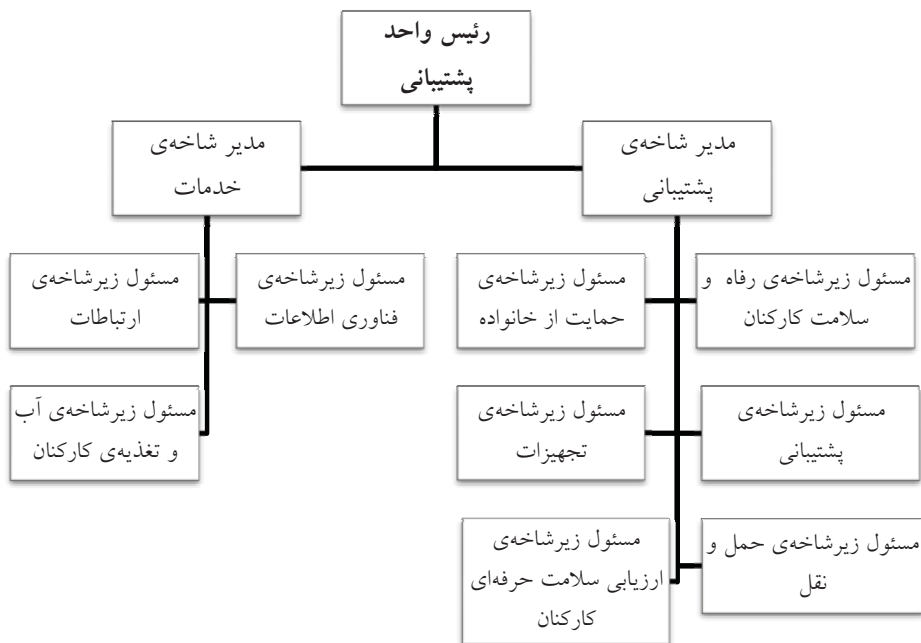 رئیس واحد
پشتیبانی
مدیر شاخه‌ی
پشتیبانی
مدیر شاخه‌ی
خدمات
مسئول زیرشاخه‌ی رفاه و
سلامت کارکنان
مسئول زیرشاخه‌ی
حمایت از خانواده
مسئول زیرشاخه‌ی
فناوری اطلاعات
مسئول زیرشاخه‌ی
ارتباطات
مسئول زیرشاخه‌ی
پشتیبانی
مسئول زیرشاخه‌ی
تجهیزات
مسئول زیرشاخه‌ی آب
و تغذیه‌ی کارکنان
مسئول زیرشاخه‌ی حمل و
نقل
مسئول زیرشاخه‌ی
ارزیابی سلامت حرفه‌ای
کارکنان